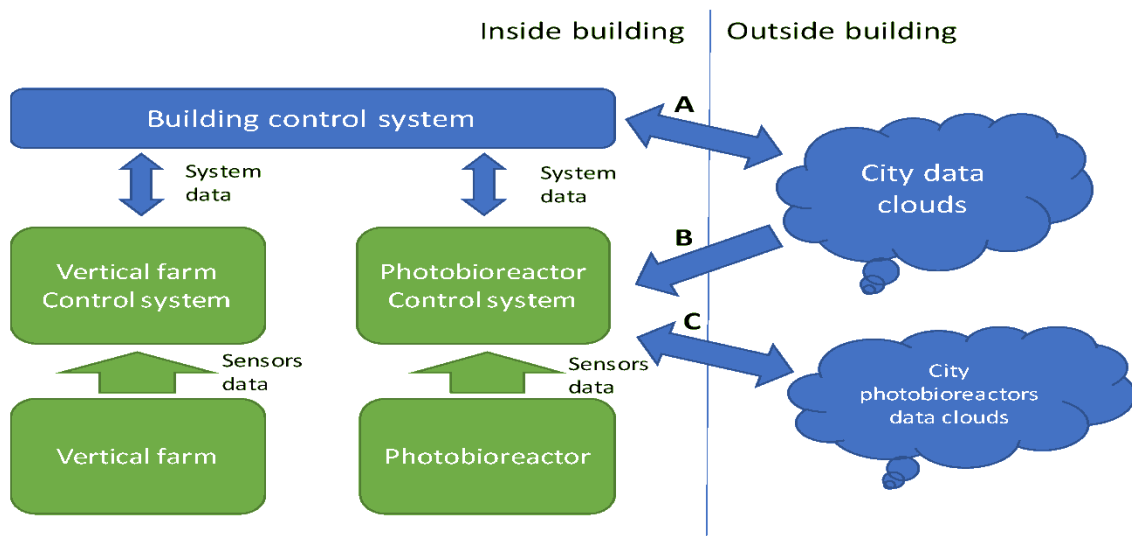 Inside building
Outside building
A
Building control system
System
data
System
data
City data
clouds
B
Vertical farm
Control system
Photobioreactor
Control system
C
Sensors
data
Sensors
data
City
photobioreactors
data clouds
Vertical farm
Photobioreactor